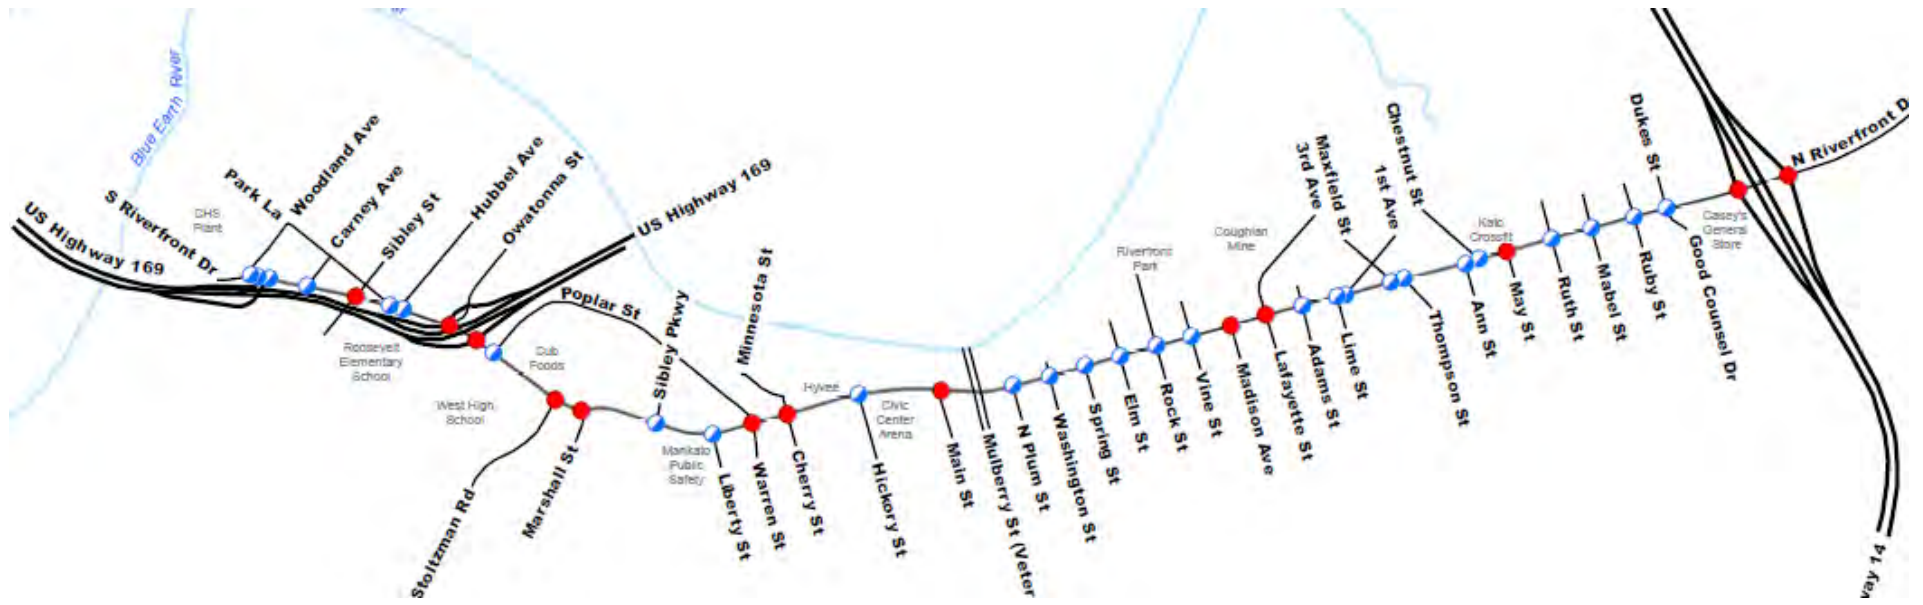 Blue Earth River
US Highway 169
S Riverfront Dr
CHS
Plant
Park La
Woodland Ave
Carney Ave
Sibley St
Hubbel Ave
Owatonna St
US Highway 169
Roosevelt
Elementary
School
Cub
Foods
Poplar St
West High
School
Stoltzman Rd
Marshall St
Sibley Pkwy
Mankato
Public
Safety
Liberty St
Minnesota St
Warren St
Cherry St
Hyvee
Hickory St
Civic
Center
Arena
Main St
Mulberry St (Veter
N Plum St
Washington St
Spring St
Elm St
Riverfront
Park
Rock St
Vine St
Coughlan
Mine
Madison Ave
3rd Ave
Lafayette St
Adams St
Maxfield St
Lime St
1st Ave
Thompson St
Chestnut St
Ann St
Kato
Crossfit
May St
Ruth St
Mabel St
Ruby St
Dukes St
Good Counsel Dr
Casey's
General
Store
N Riverfront D
way 14